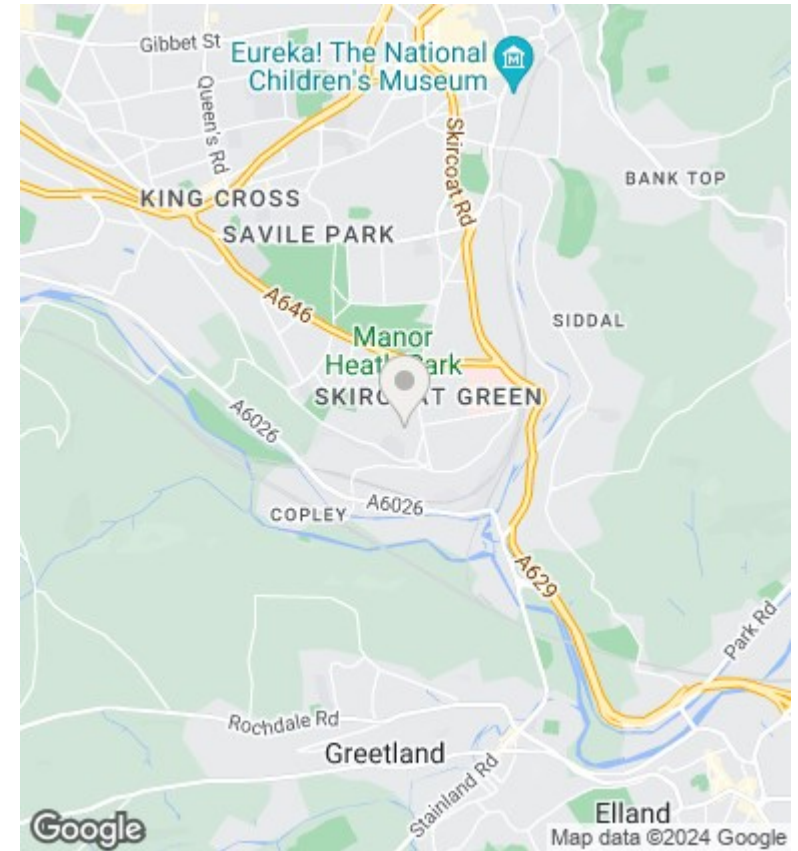 Gibbet St
Eureka! The National
Children's Museum
Queen's Rd
Skircoat Rd
BANK TOP
KING CROSS
SAVILE PARK
A646
SIDDAL
Manor
Heath Park
SKIRCOAT GREEN
A6026
A6026
COPLEY
A629
Park Rd
Rochdale Rd
Greetland
Stainland Rd
Elland
Google
Map data ©2024 Google